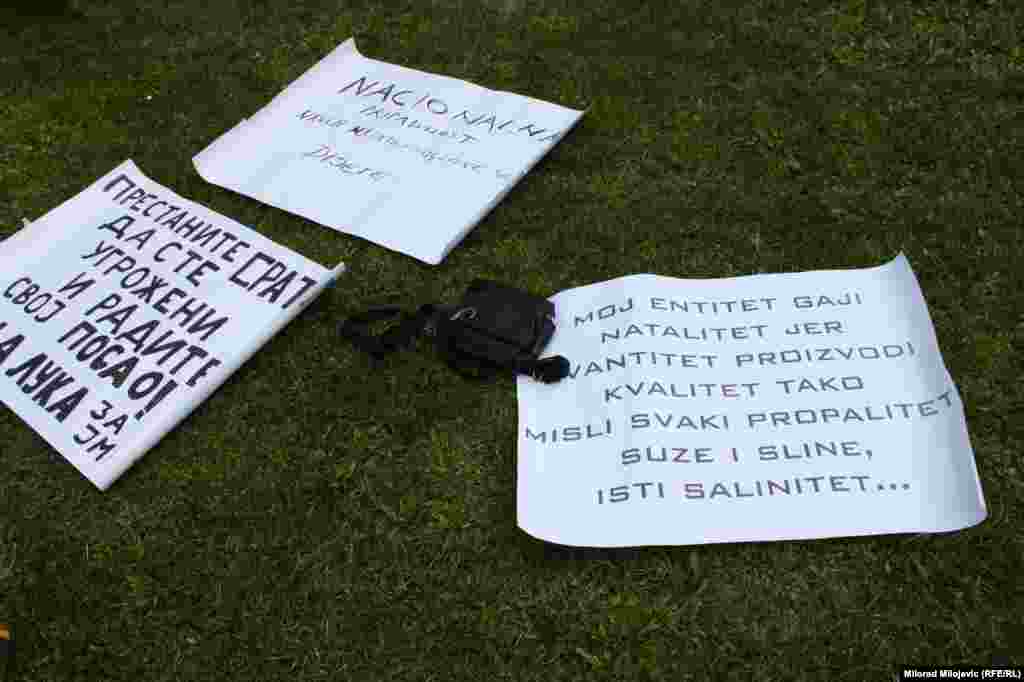 NACIONALNA
ПРЕСТАНИТЕ СРАТ
ДА СТЕ
УГРОЖЕНИ
И РАДИТЕ
СВОЈ ПОСАО!
ЛУКА ЗА
MOJ ENTITET GAJI
NATALITET JER
VANTITET PROIZVODI
KVALITET TAKO
MISLI SVAKI PROPALITET
SUZE I SLINE,
ISTI SALINITET...
Milorad Milojevic (RFE/RL)